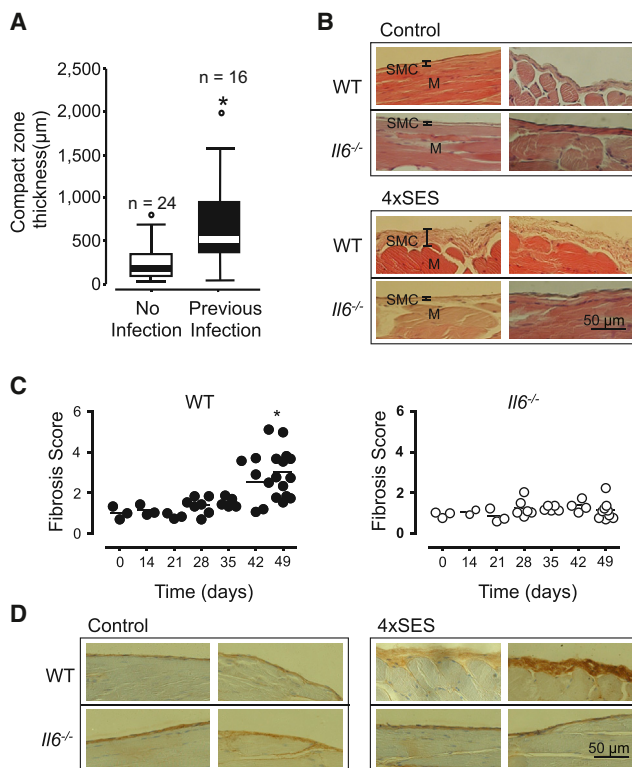 A
Compact zone
thickness(µm)
2,500
2,000
1,500
1,000
500
0
n = 24
n = 16
*
No
Infection
Previous
Infection
B
Control
WT
SMC
M
Il6-/-
SMC
M
4xSES
WT
SMC
M
Il6-/-
SMC
M
50 µm
C
WT
Fibrosis Score
6
4
2
0
*
0 14 21 28 35 42 49
Time (days)
Il6-/-
Fibrosis Score
6
4
2
0
0 14 21 28 35 42 49
Time (days)
D
Control
4xSES
WT
Il6-/-
50 µm